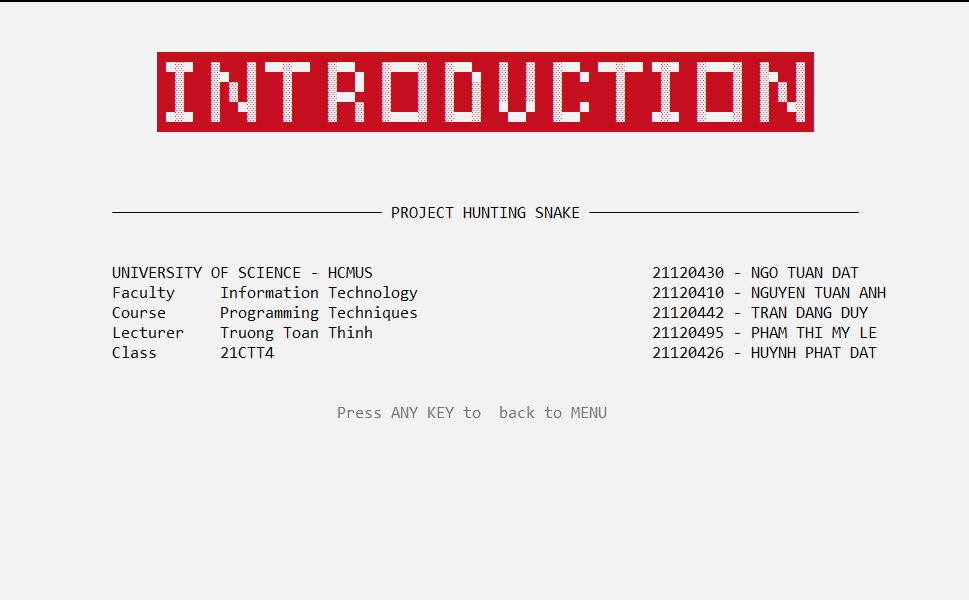 INTRODUCTION
PROJECT HUNTING SNAKE
UNIVERSITY OF SCIENCE - HCMUS
Faculty Information Technology
Course Programming Techniques
Lecturer Truong Toan Thinh
Class 21CTT4
21120430 - NGO TUAN DAT
21120410 - NGUYEN TUAN ANH
21120442 - TRAN DANG DUY
21120495 - PHAM THI MY LE
21120426 - HUYNH PHAT DAT
Press ANY KEY to  back to MENU